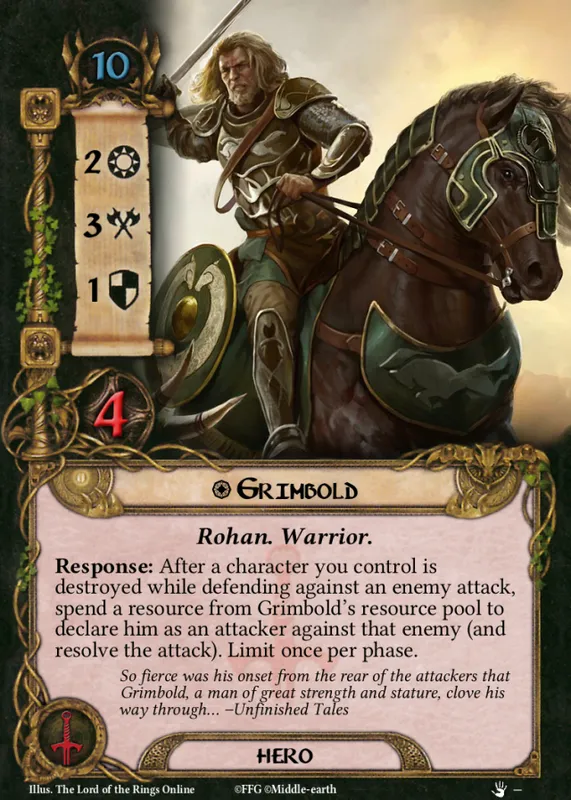 10
2
3
1
4
GRIMBOLD
Rohan. Warrior.
Response: After a character you control is
destroyed while defending against an enemy attack,
spend a resource from Grimbold's resource pool to
declare him as an attacker against that enemy (and
resolve the attack). Limit once per phase.
So fierce was his onset from the rear of the attackers that
Grimbold, a man of great strength and stature, clove his
way through... –Unfinished Tales
HERO
Illus. The Lord of the Rings Online ©FFG ©Middle-earth –